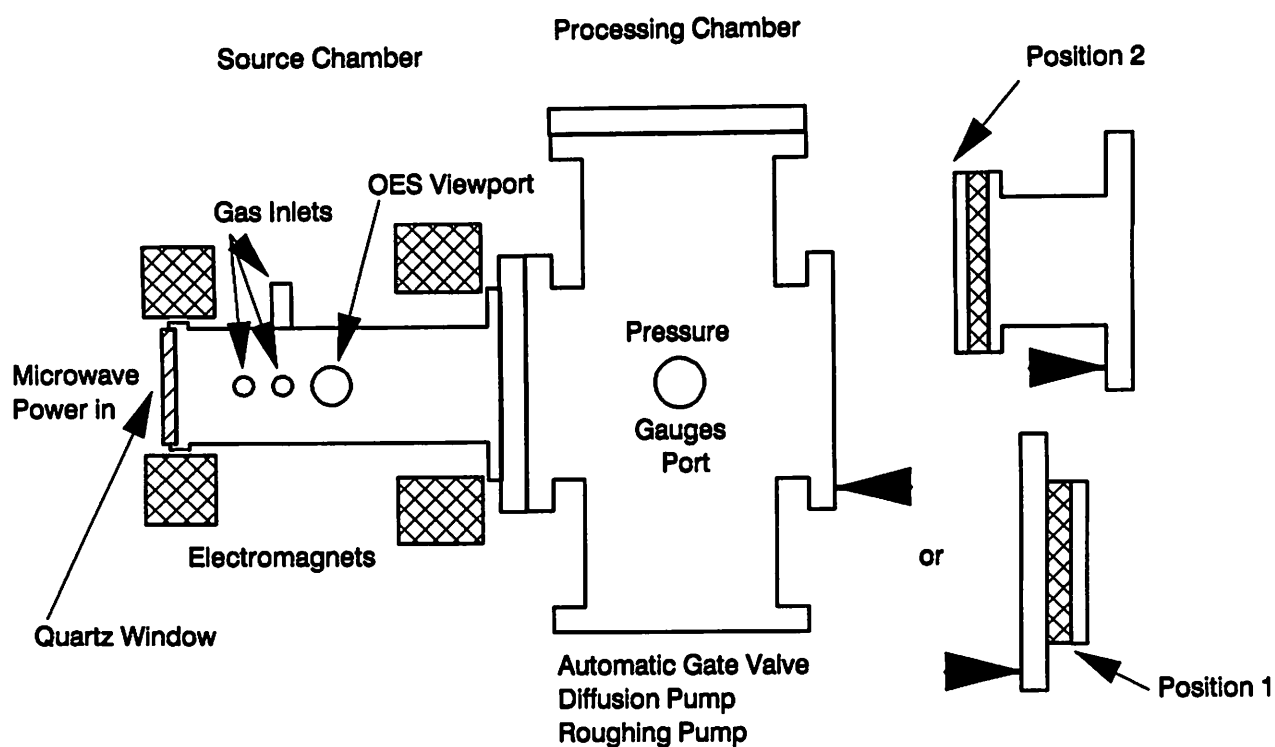 Processing Chamber
Source Chamber
Position 2
OES Viewport
Gas Inlets
Pressure
Microwave
Power in
Gauges
Port
Electromagnets
or
Quartz Window
Automatic Gate Valve
Diffusion Pump
Roughing Pump
Position 1